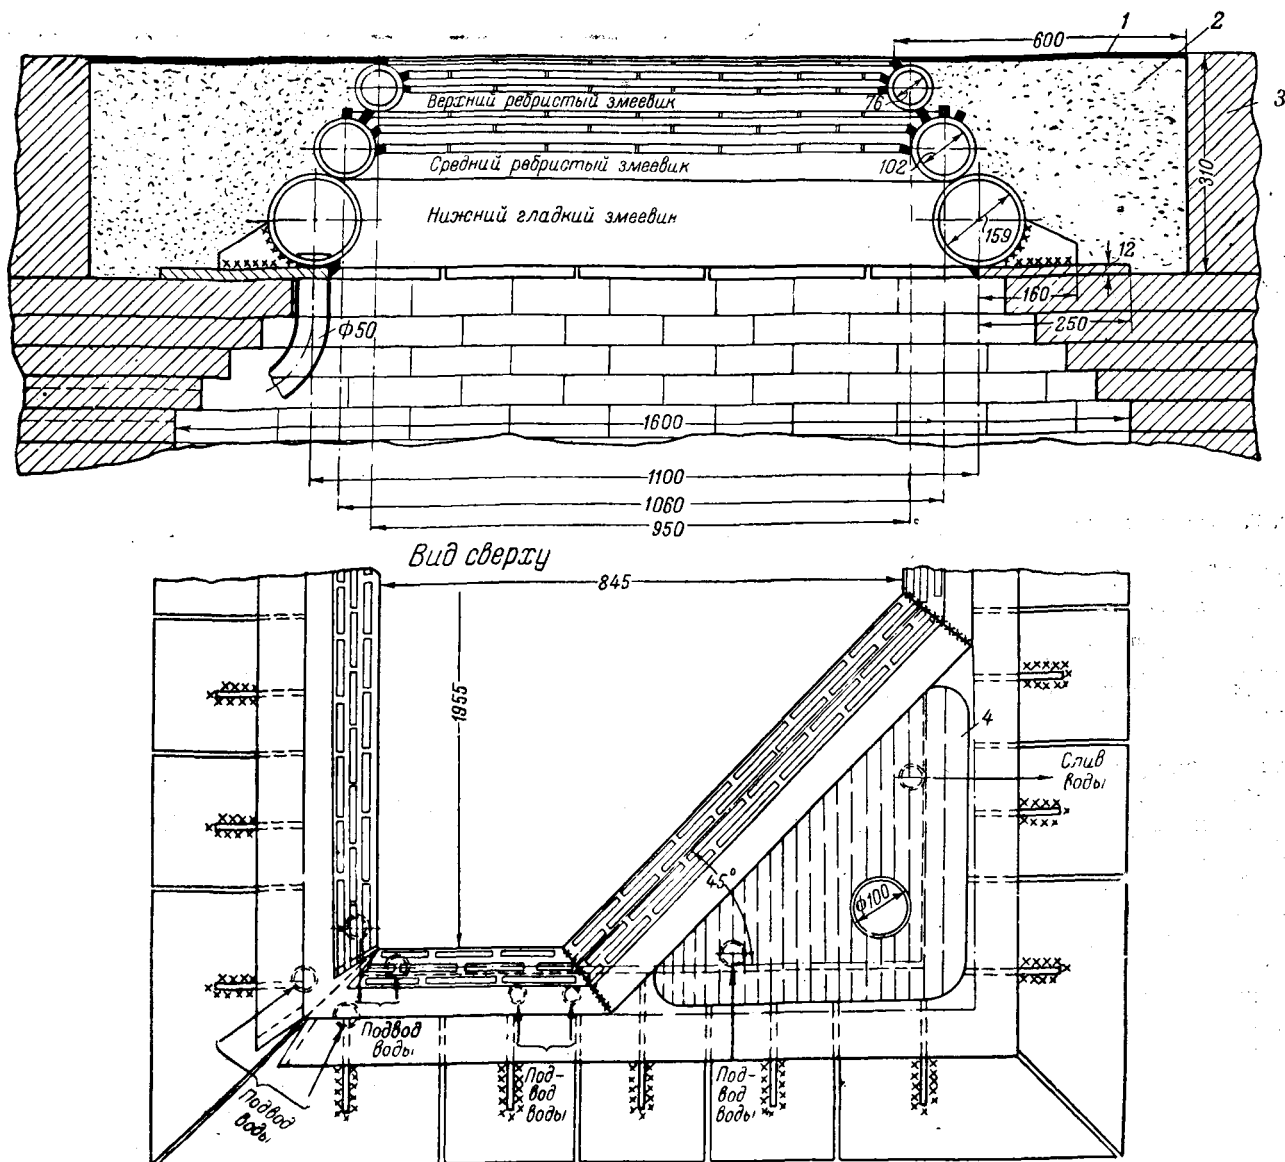 1
2
600
3
Верхний ребристый змеевик
76
Средний ребристый змеевик
102
310
Нижний гладкий змеевик
159
12
160
Ф50
250
1600
1100
1060
950
Вид сверху
845
1955
4
Слив
воды
45°
Ф100
Подвод
воды
Подвод
воды
Под-
вод
воды
Под-
вод
воды